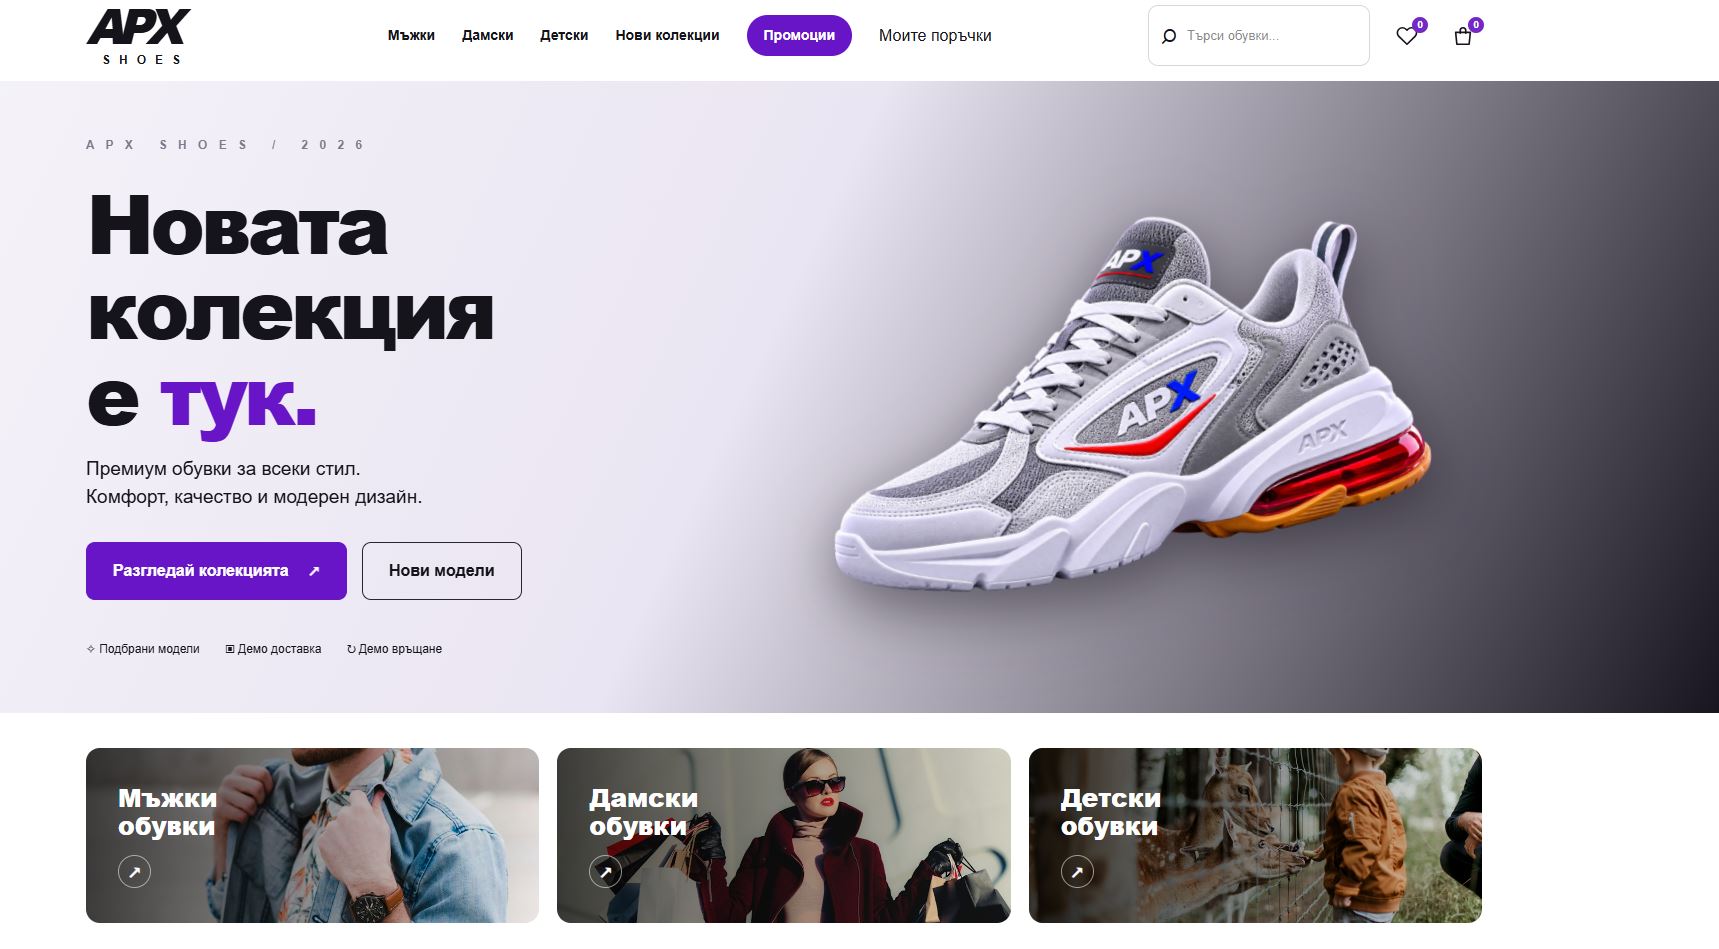 APX
SHOES
Мъжки
Дамски
Детски
Нови колекции
Промоции
Моите поръчки
Търси обувки...
0
0
APX SHOES / 2026
Новата
колекция
е тук.
Премиум обувки за всеки стил.
Комфорт, качество и модерен дизайн.
Разгледай колекцията ↗
Нови модели
Подбрани модели
Демо доставка
Демо връщане
APX
APX
APX
Мъжки
обувки
Дамски
обувки
Детски
обувки